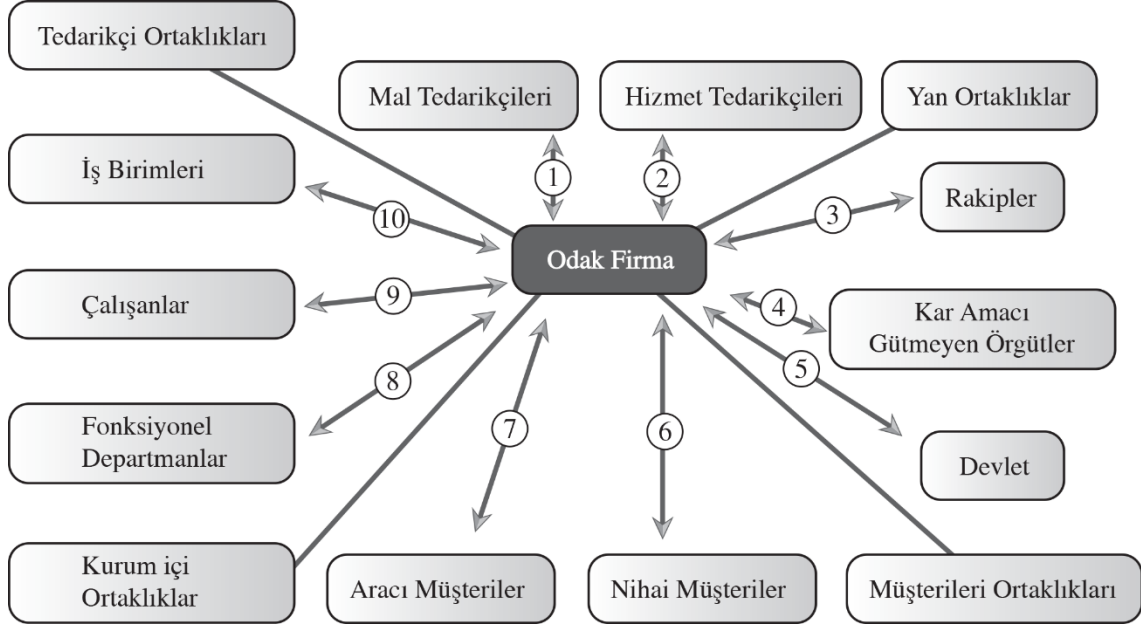 Tedarikçi Ortaklıkları
Mal Tedarikçileri
Hizmet Tedarikçileri
Yan Ortaklıklar
İş Birimleri
1
2
3
Rakipler
10
Odak Firma
Çalışanlar
9
4
Kar Amacı
Gütmeyen Örgütler
5
8
7
6
Fonksiyonel
Departmanlar
Devlet
Kurum içi
Ortaklıklar
Aracı Müşteriler
Nihai Müşteriler
Müşterileri Ortaklıkları